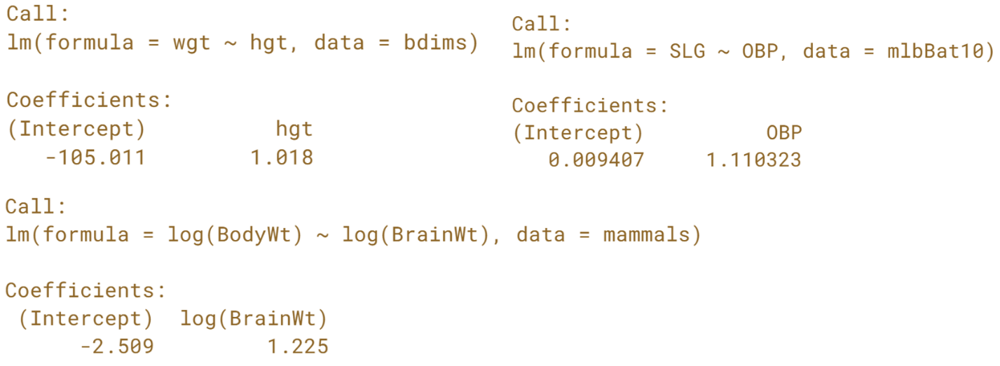 Call:
lm(formula = wgt ~ hgt, data = bdims)
Coefficients:
(Intercept) hgt
-105.011 1.018
Call:
lm(formula = SLG ~ OBP, data = mlbBat10)
Coefficients:
(Intercept) OBP
0.009407 1.110323
Call:
lm(formula = log(BodyWt) ~ log(BrainWt), data = mammals)
Coefficients:
(Intercept) log(BrainWt)
-2.509 1.225